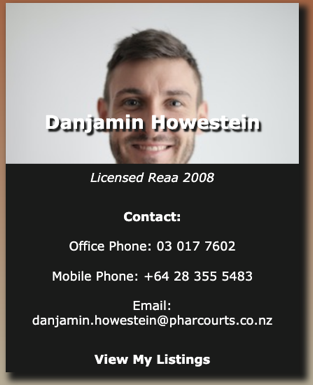 Danjamin Howestein
Licensed Reaa 2008
Contact:
Office Phone: 03 017 7602
Mobile Phone: +64 28 355 5483
Email:
danjamin.howestein@pharcourts.co.nz
View My Listings